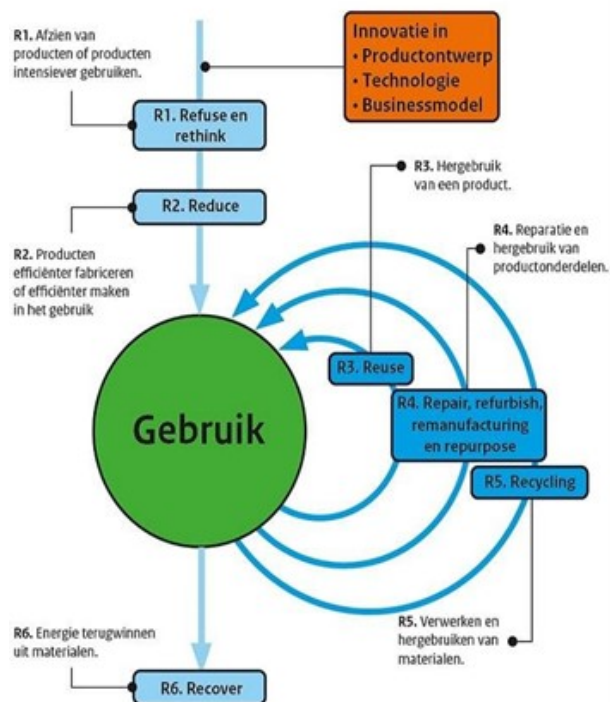 R1. Afzien van
producten of producten
intensiever gebruiken.
Innovatie in
• Productontwerp
• Technologie
• Businessmodel
R1. Refuse en
rethink
R2. Reduce
R2. Producten
efficiënter fabriceren
of efficiënter maken
in het gebruik
R3. Hergebruik
van een product.
R4. Reparatie en
hergebruik van
productonderdelen.
R3. Reuse
Gebruik
R4. Repair, refurbish,
remanufacturing
en repurpose
R5. Recycling
R5. Verwerken en
hergebruiken van
materialen.
R6. Energie terugwinnen
uit materialen.
R6. Recover